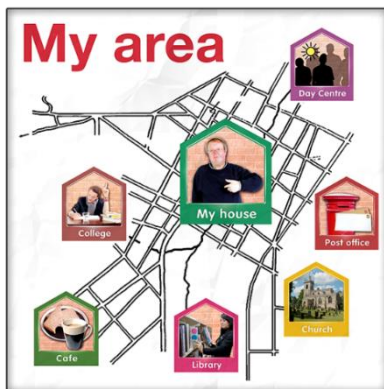 My area
Day Centre
My house
College
Post office
Church
Cafe
Library